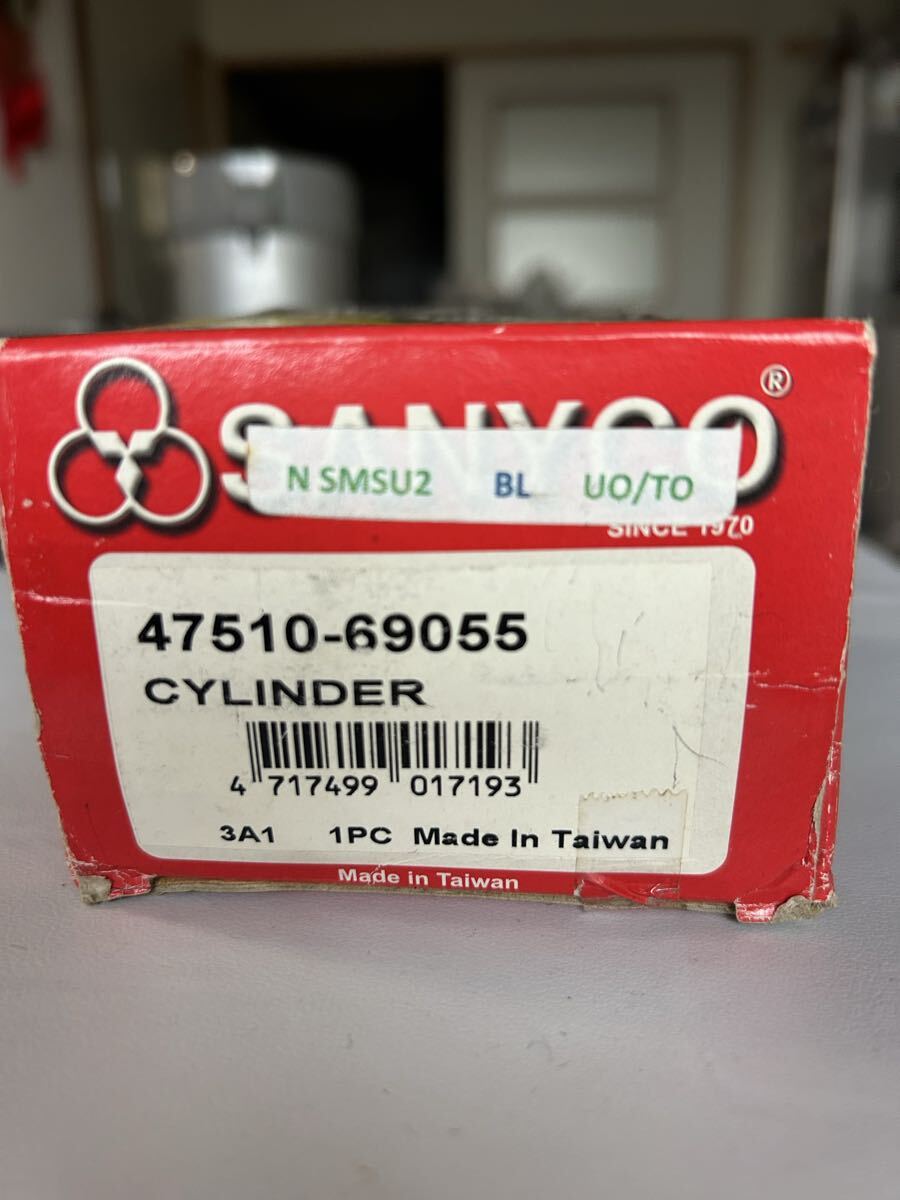 SANYCO®
N SMSU2 BL UO/TO
SINCE 1970
47510-69055
CYLINDER
4 717499 017193
3A1 1PC Made In Taiwan
Made in Taiwan